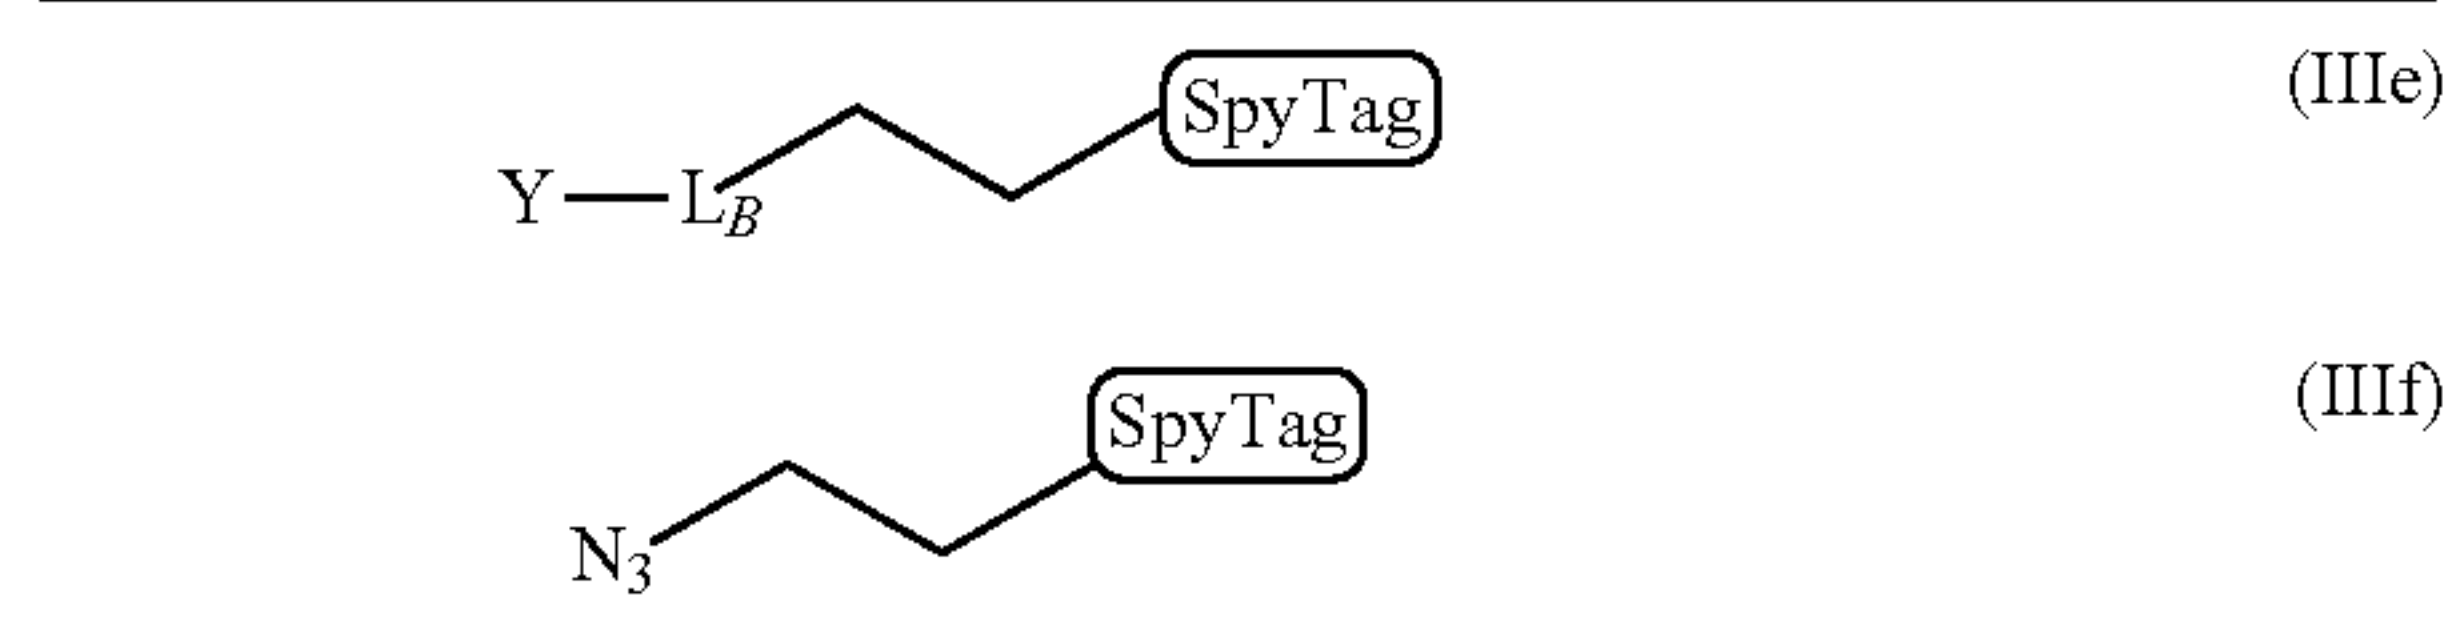 SpyTag (IIIe)
Y—L_B
SpyTag (IIIf)
N₃